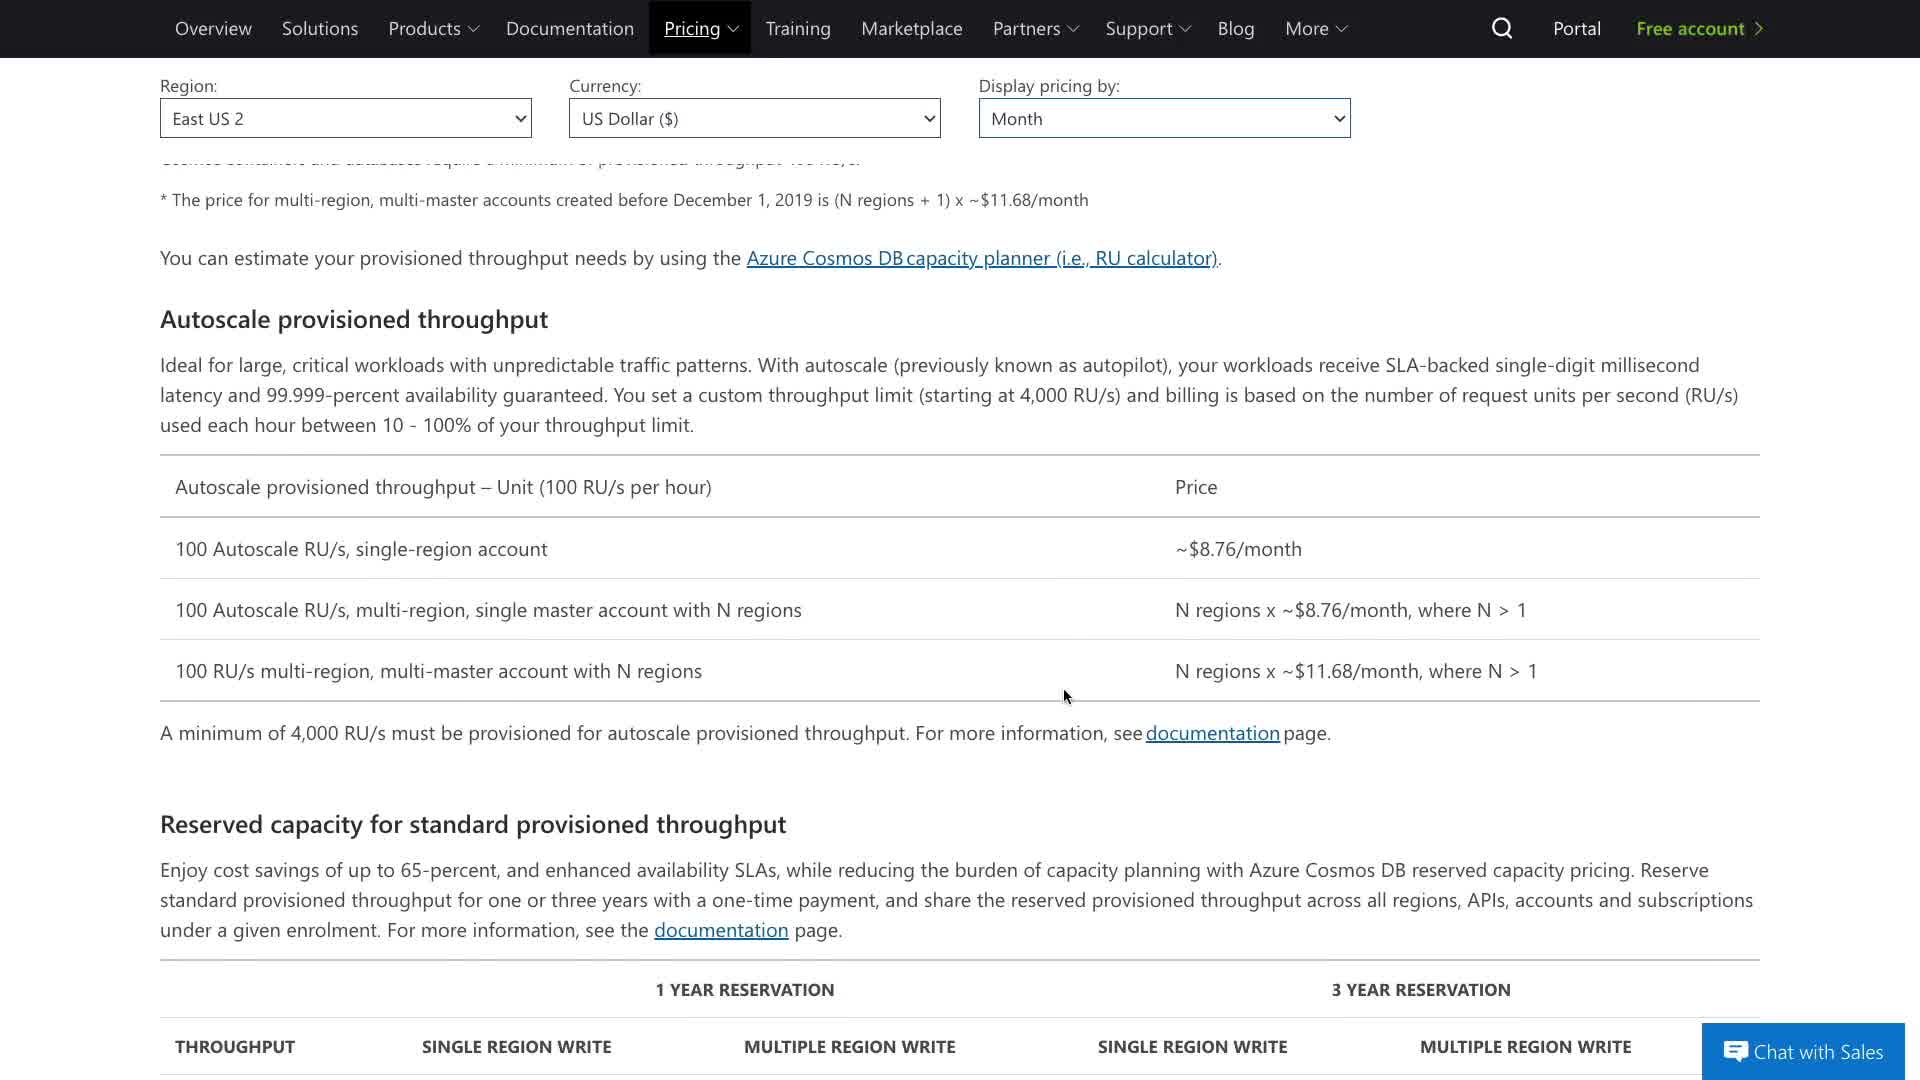 Overview Solutions Products Documentation Pricing Training Marketplace Partners Support Blog More Portal Free account
Region: Currency: Display pricing by:
East US 2 US Dollar ($) Month
* The price for multi-region, multi-master accounts created before December 1, 2019 is (N regions + 1) x ~$11.68/month
You can estimate your provisioned throughput needs by using the Azure Cosmos DB capacity planner (i.e., RU calculator).
Autoscale provisioned throughput
Ideal for large, critical workloads with unpredictable traffic patterns. With autoscale (previously known as autopilot), your workloads receive SLA-backed single-digit millisecond
latency and 99.999-percent availability guaranteed. You set a custom throughput limit (starting at 4,000 RU/s) and billing is based on the number of request units per second (RU/s)
used each hour between 10 - 100% of your throughput limit.
Autoscale provisioned throughput – Unit (100 RU/s per hour) Price
100 Autoscale RU/s, single-region account ~$8.76/month
100 Autoscale RU/s, multi-region, single master account with N regions N regions x ~$8.76/month, where N > 1
100 RU/s multi-region, multi-master account with N regions N regions x ~$11.68/month, where N > 1
A minimum of 4,000 RU/s must be provisioned for autoscale provisioned throughput. For more information, see documentation page.
Reserved capacity for standard provisioned throughput
Enjoy cost savings of up to 65-percent, and enhanced availability SLAs, while reducing the burden of capacity planning with Azure Cosmos DB reserved capacity pricing. Reserve
standard provisioned throughput for one or three years with a one-time payment, and share the reserved provisioned throughput across all regions, APIs, accounts and subscriptions
under a given enrolment. For more information, see the documentation page.
1 YEAR RESERVATION 3 YEAR RESERVATION
THROUGHPUT SINGLE REGION WRITE MULTIPLE REGION WRITE SINGLE REGION WRITE MULTIPLE REGION WRITE
Chat with Sales